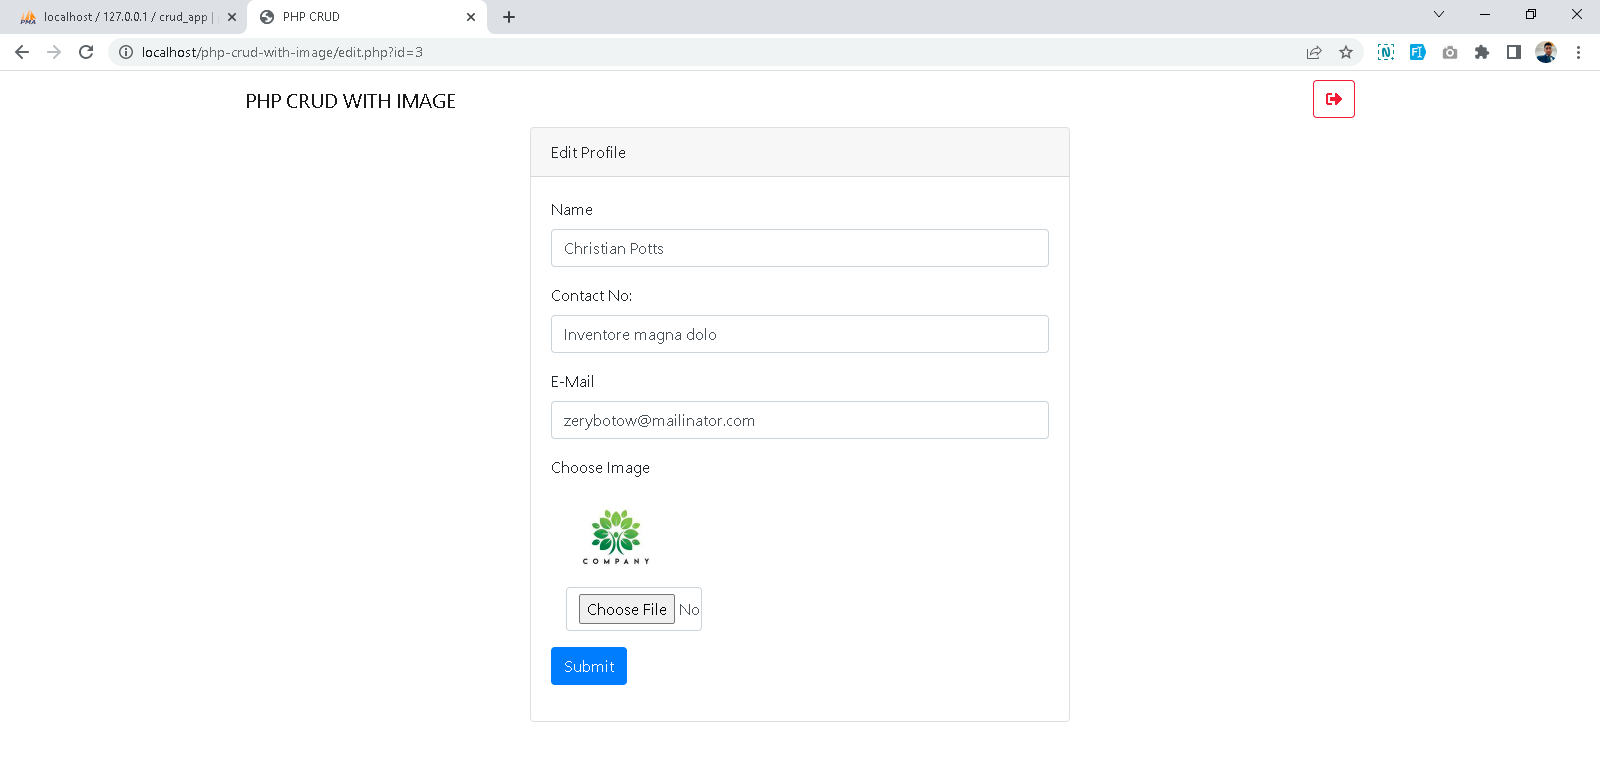 PMA localhost / 127.0.0.1 / crud_app |
PHP CRUD
localhost/php-crud-with-image/edit.php?id=3
PHP CRUD WITH IMAGE
Edit Profile
Name
Christian Potts
Contact No:
Inventore magna dolo
E-Mail
zerybotow@mailinator.com
Choose Image
COMPANY
Choose File No
Submit